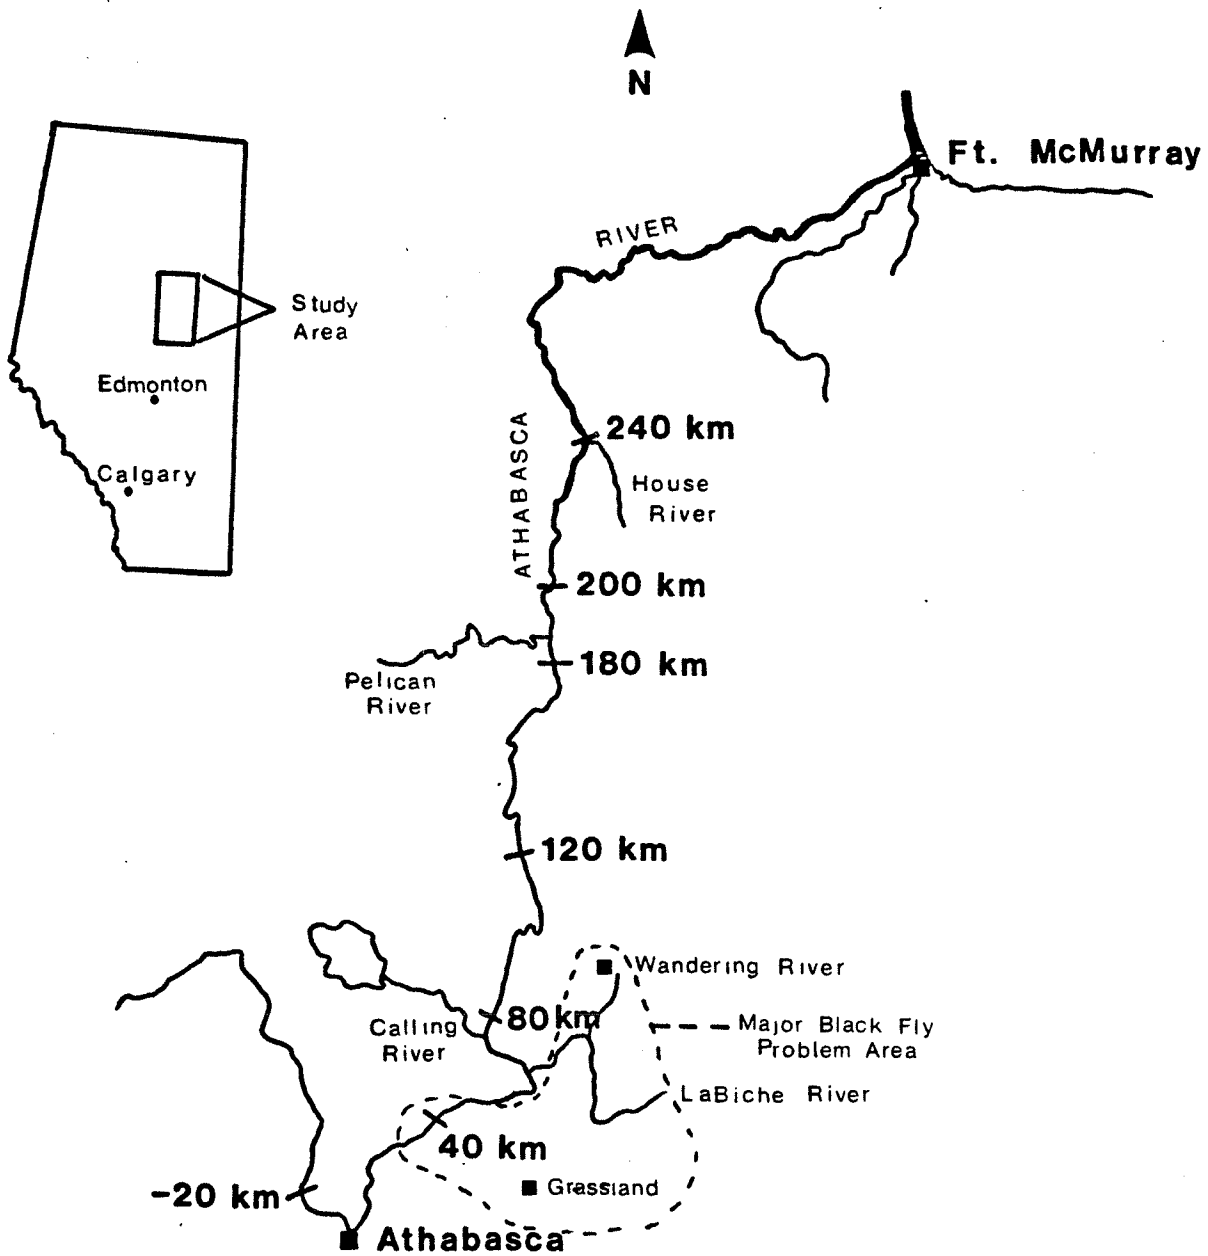 N
Ft. McMurray
RIVER
Study
Area
Edmonton
ATHABASCA
240 km
Calgary
House
River
200 km
180 km
Pelican
River
120 km
Wandering River
80 km
Calling
River
Major Black Fly
Problem Area
LaBiche River
40 km
Grassland
-20 km
Athabasca